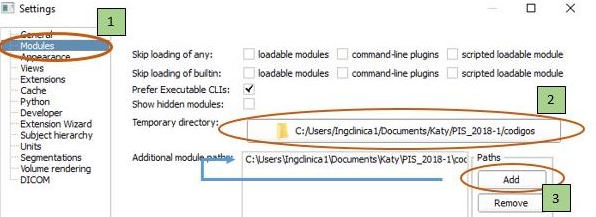 Settings
1
General
Modules
Appearance
Views
Extensions
Cache
Python
Developer
Extension Wizard
Subject hierarchy
Units
Segmentations
Volume rendering
DICOM
Skip loading of any: loadable modules command-line plugins scripted loadable module
Skip loading of builtin: loadable modules command-line plugins scripted loadable module
Prefer Executable CLIs:
Show hidden modules:
2
Temporary directory: C:/Users/Ingclinica1/Documents/Katy/PIS_2018-1/codigos
Additional module paths: C:\Users\Ingclinica1\Documents\Katy\PIS_2018-1\cod
Paths
Add
3
Remove